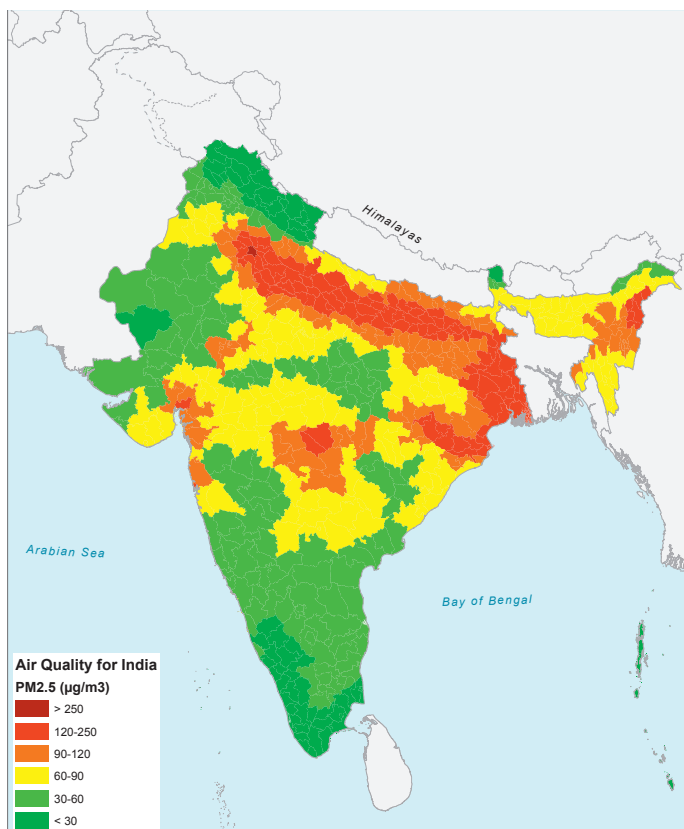 Himalayas
Arabian Sea
Bay of Bengal
Air Quality for India
PM2.5 (µg/m3)
> 250
120-250
90-120
60-90
30-60
< 30